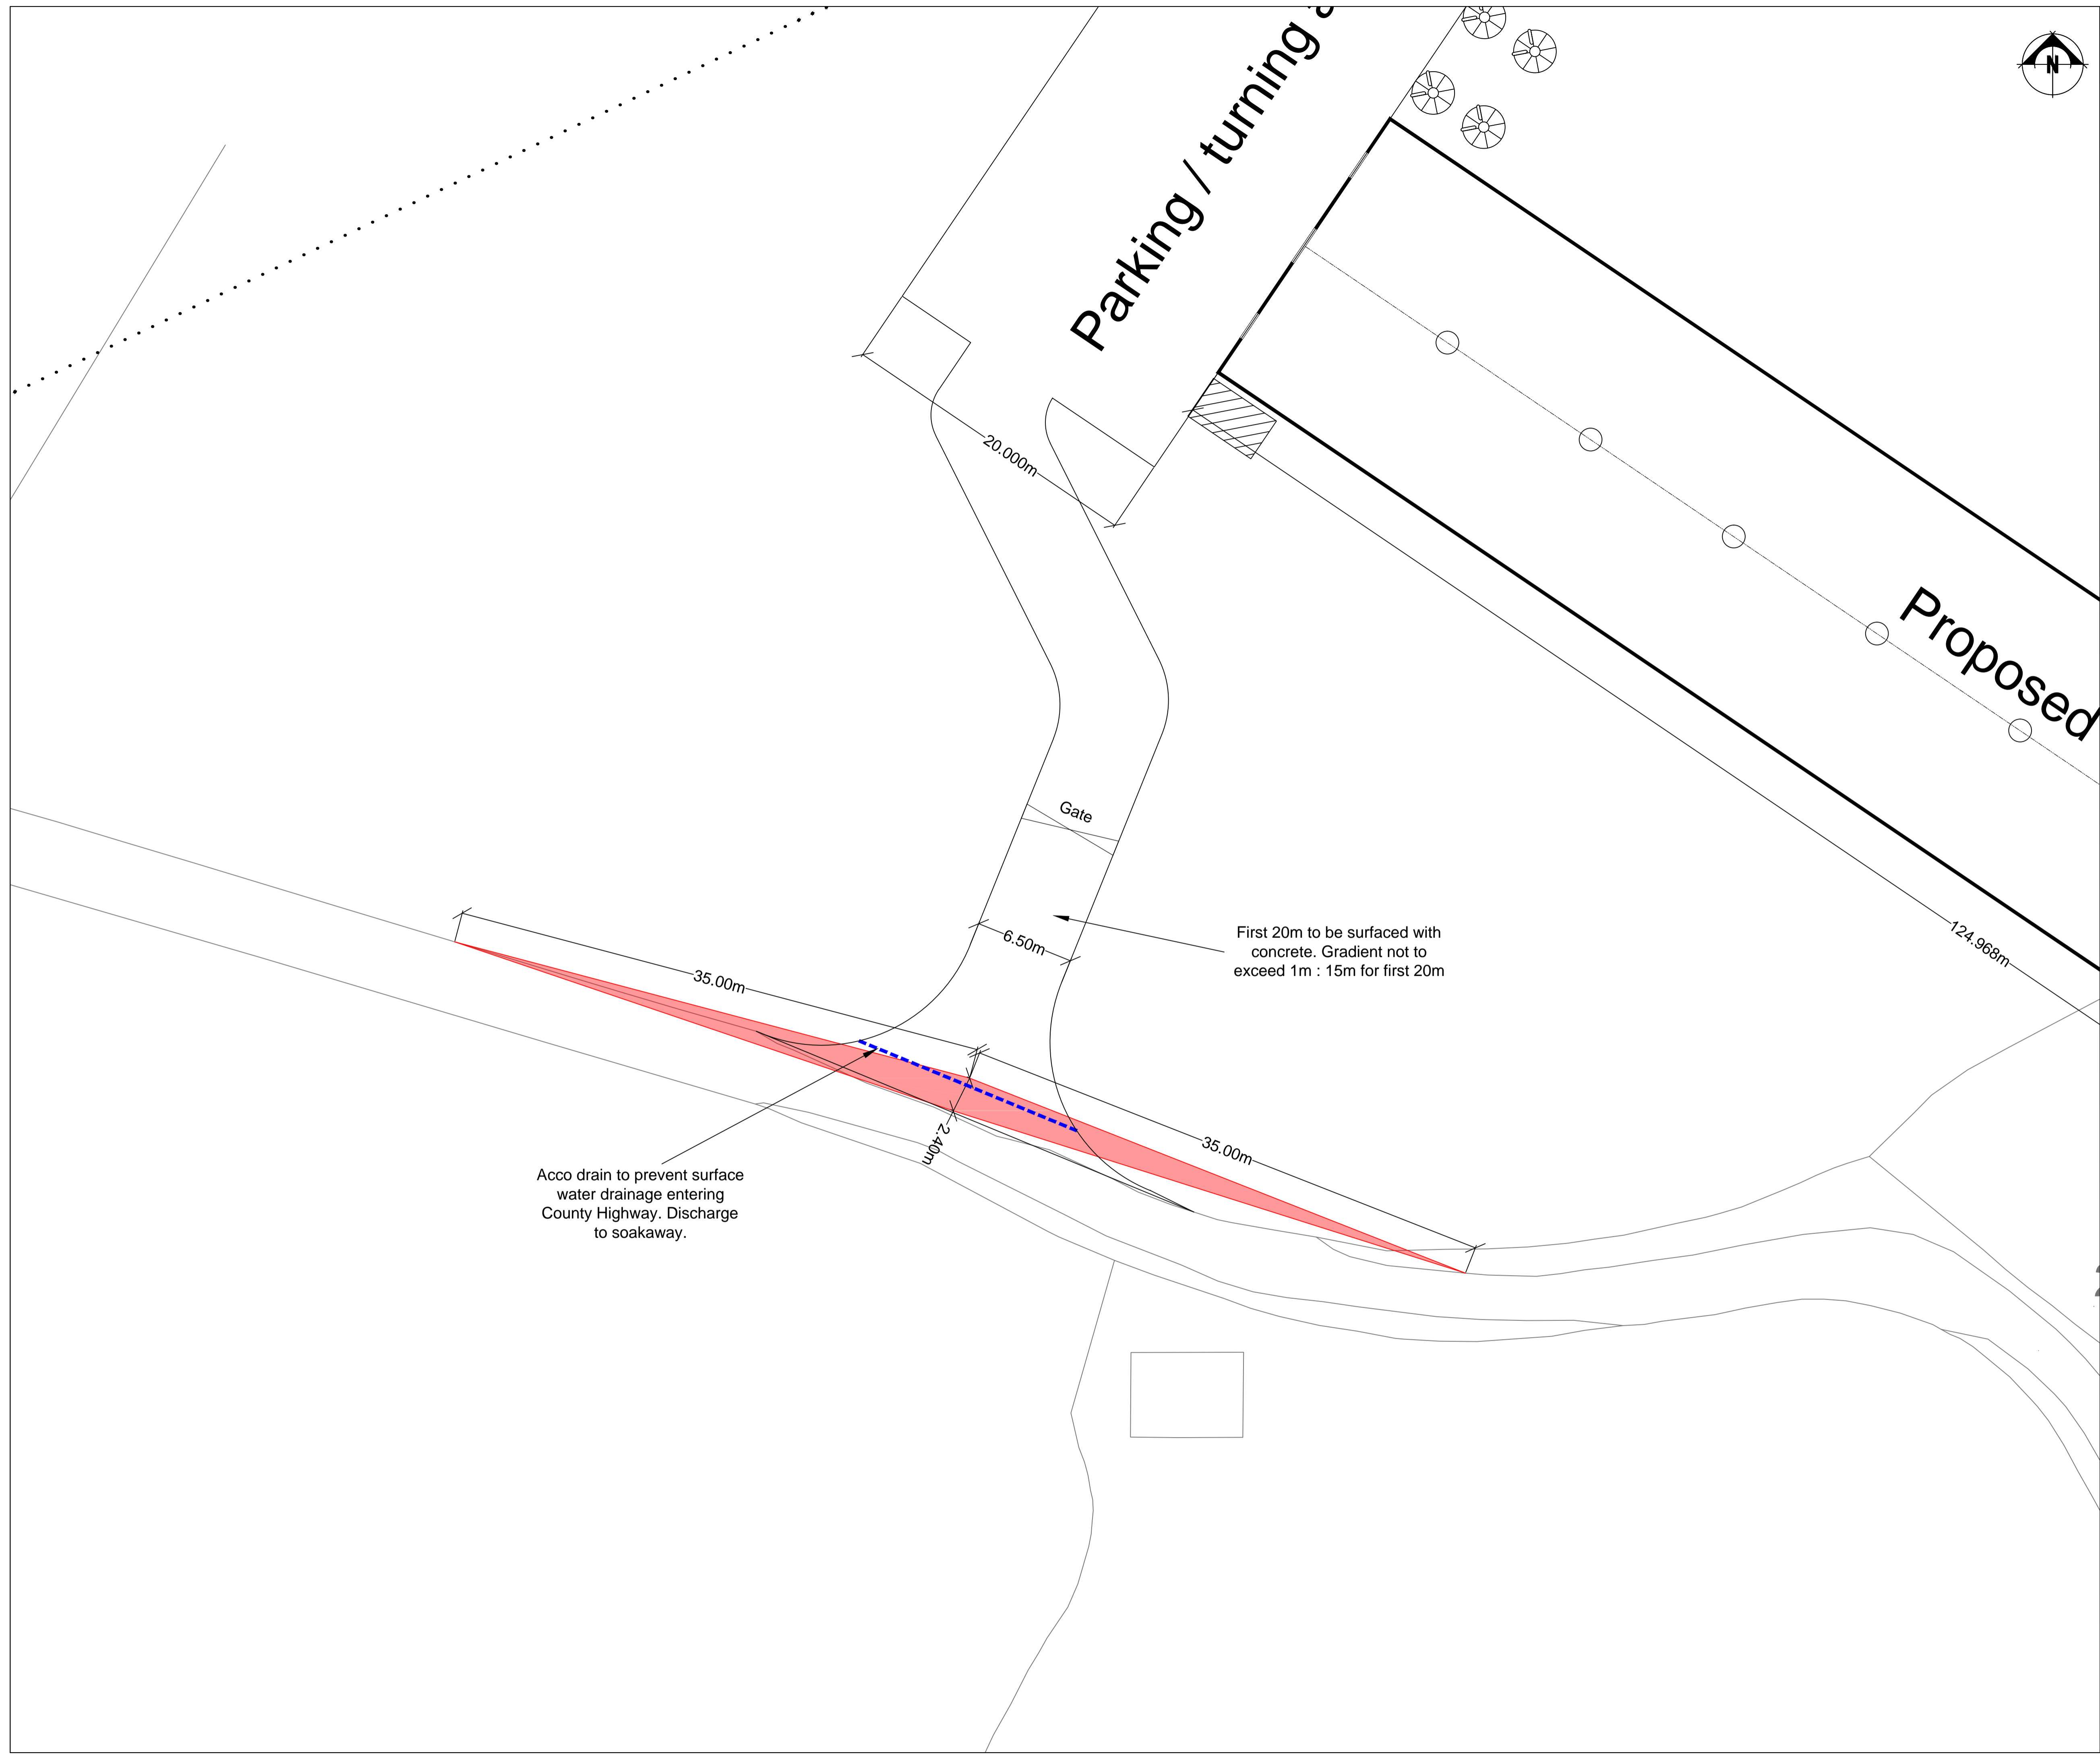 Parking / turning
N
20.000m
Proposed
Gate
6.50m
First 20m to be surfaced with
concrete. Gradient not to
exceed 1m : 15m for first 20m
124.968m
35.00m
2.40m
35.00m
Acco drain to prevent surface
water drainage entering
County Highway. Discharge
to soakaway.